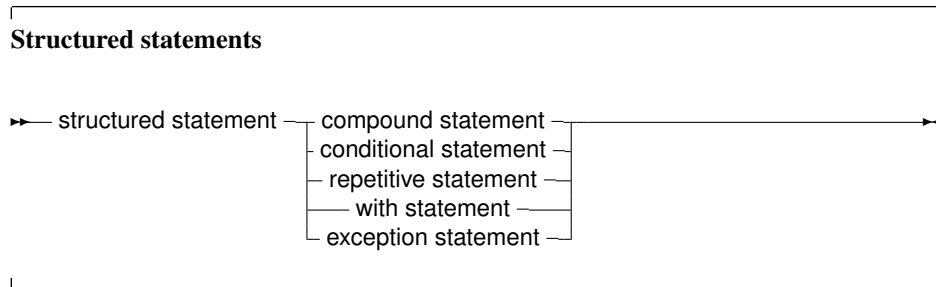 Structured statements
structured statement compound statement
conditional statement
repetitive statement
with statement
exception statement